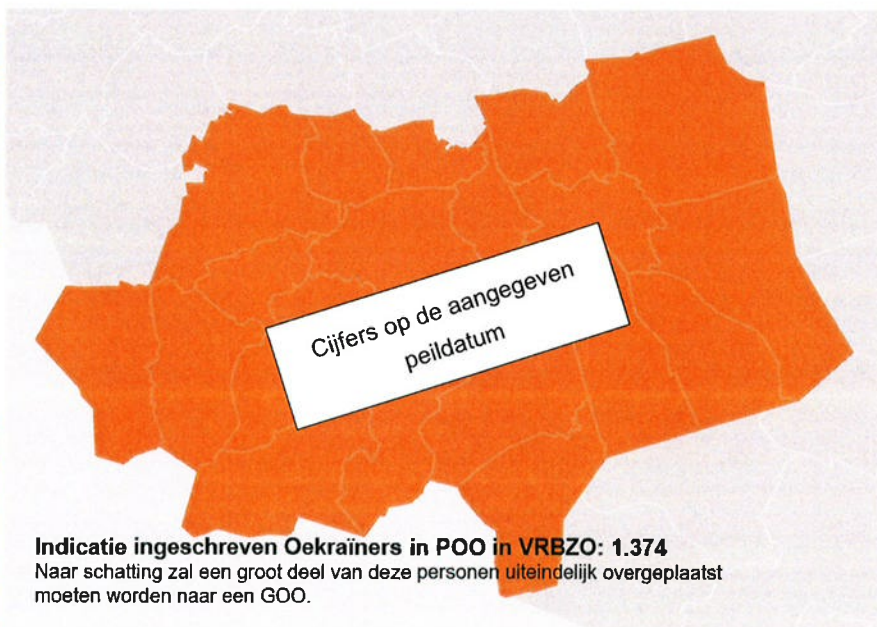 Cijfers op de aangegeven
peildatum
Indicatie ingeschreven Oekraïners in POO in VRBZO: 1.374
Naar schatting zal een groot deel van deze personen uiteindelijk overgeplaatst
moeten worden naar een GOO.